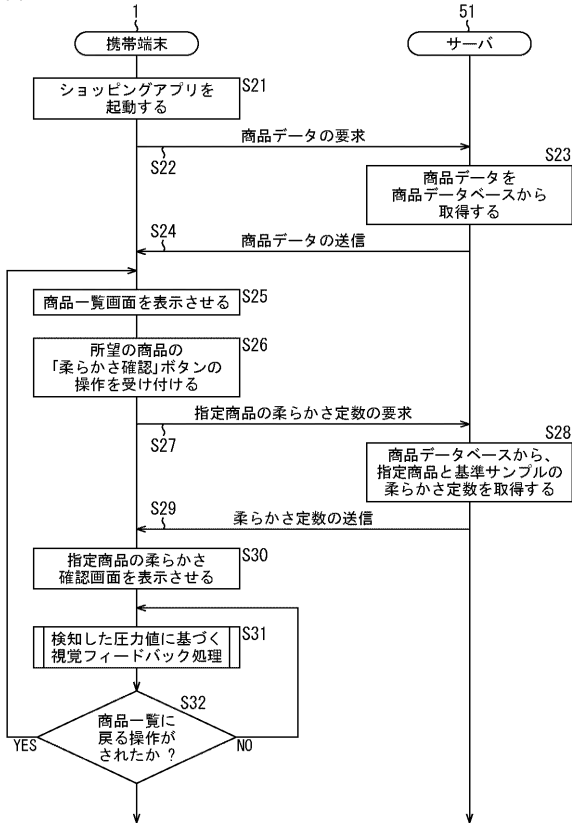 1
51
携帯端末
サーバ
ショッピングアプリを
起動する
S21
商品データの要求
S22
S23
商品データを
商品データベースから
取得する
S24
商品データの送信
商品一覧画面を表示させる
S25
所望の商品の
「柔らかさ確認」ボタンの
操作を受け付ける
S26
指定商品の柔らかさ定数の要求
S27
S28
商品データベースから、
指定商品と基準サンプルの
柔らかさ定数を取得する
S29
柔らかさ定数の送信
指定商品の柔らかさ
確認画面を表示させる
S30
検知した圧力値に基づく
視覚フィードバック処理
S31
S32
商品一覧に
戻る操作が
されたか ?
YES
NO